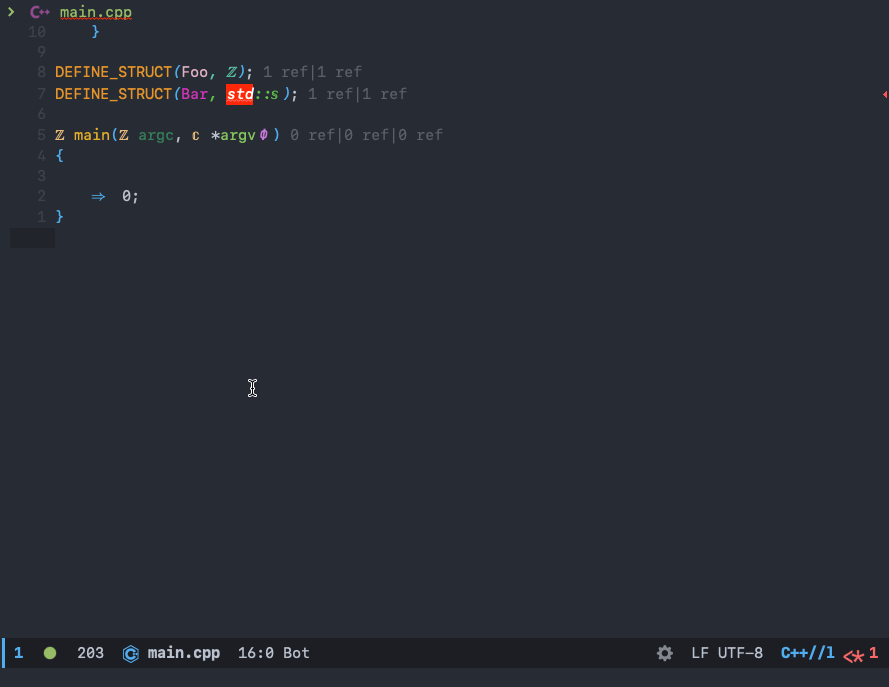 > C++ main.cpp
10 }
9
8 DEFINE_STRUCT(Foo, ℤ); 1 ref|1 ref
7 DEFINE_STRUCT(Bar, std::s ); 1 ref|1 ref
6
5 ℤ main(ℤ argc, 𝕔 *argv∅ ) 0 ref|0 ref|0 ref
4 {
3
2 ⇒ 0;
1 }
1 203 C++ main.cpp 16:0 Bot LF UTF-8 C++//l <* 1